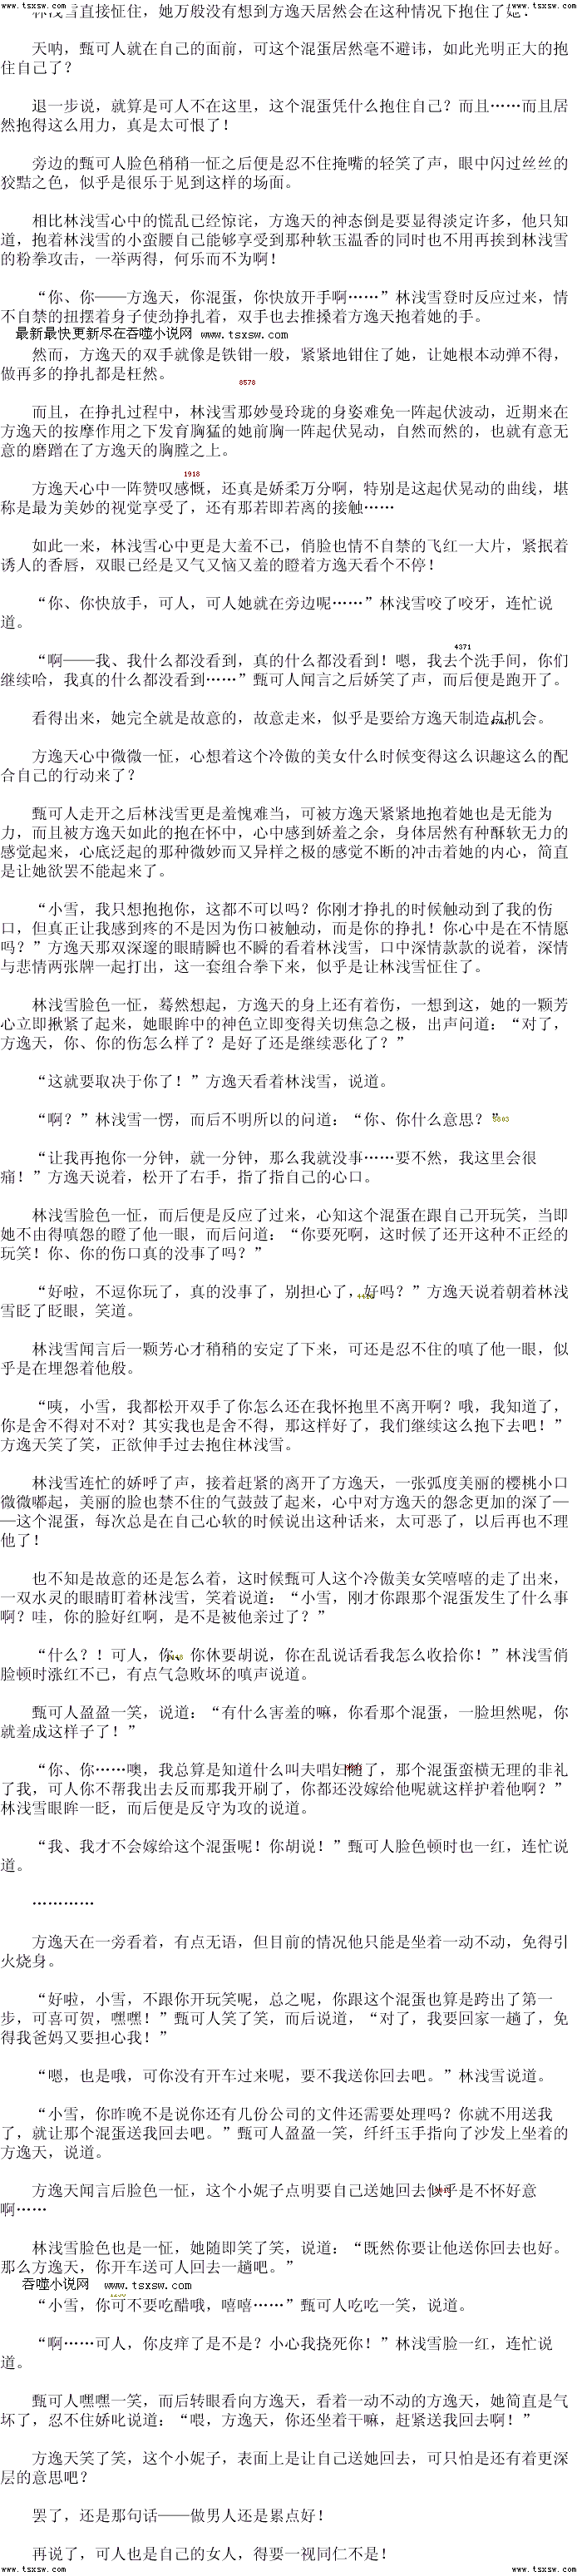 www.tsxsw.com www.tsxsw.com
林浅雪直接怔住，她万般没有想到方逸天居然会在这种情况下抱住了她！
天呐，甄可人就在自己的面前，可这个混蛋居然毫不避讳，如此光明正大的抱
住自己了？
退一步说，就算是可人不在这里，这个混蛋凭什么抱住自己？而且……而且居
然抱得这么用力，真是太可恨了！
旁边的甄可人脸色稍稍一怔之后便是忍不住掩嘴的轻笑了声，眼中闪过丝丝的
狡黠之色，似乎是很乐于见到这样的场面。
相比林浅雪心中的慌乱已经惊诧，方逸天的神态倒是要显得淡定许多，他只知
道，抱着林浅雪的小蛮腰自己能够享受到那种软玉温香的同时也不用再挨到林浅雪
的粉拳攻击，一举两得，何乐而不为啊！
“你、你——方逸天，你混蛋，你快放开手啊……”林浅雪登时反应过来，情
不自禁的扭摆着身子使劲挣扎着，双手也去推搡着方逸天抱着她的手。
最新最快更新尽在吞噬小说网 www.tsxsw.com
然而，方逸天的双手就像是铁钳一般，紧紧地钳住了她，让她根本动弹不得，
做再多的挣扎都是枉然。
8578
而且，在挣扎过程中，林浅雪那妙曼玲珑的身姿难免一阵起伏波动，近期来在
方逸天的按摩作用之下发育胸猛的她前胸一阵起伏晃动，自然而然的，也就有意无
意的磨蹭在了方逸天的胸膛之上。
1918
方逸天心中一阵赞叹感慨，还真是娇柔万分啊，特别是这起伏晃动的曲线，堪
称是最为美妙的视觉享受了，还有那若即若离的接触……
如此一来，林浅雪心中更是大羞不已，俏脸也情不自禁的飞红一大片，紧抿着
诱人的香唇，双眼已经是又气又恼又羞的瞪着方逸天看个不停！
“你、你快放手，可人，可人她就在旁边呢……”林浅雪咬了咬牙，连忙说
道。
4371
“啊——我、我什么都没看到，真的什么都没看到！嗯，我去个洗手间，你们
继续哈，我真的什么都没看到……”甄可人闻言之后娇笑了声，而后便是跑开了。
看得出来，她完全就是故意的，故意走来，似乎是要给方逸天制造点机会。
方逸天心中微微一怔，心想着这个冷傲的美女什么时候变得这么识趣这么的配
合自己的行动来了？
甄可人走开之后林浅雪更是羞愧难当，可被方逸天紧紧地抱着她也是无能为
力，而且被方逸天如此的抱在怀中，心中感到娇羞之余，身体居然有种酥软无力的
感觉起来，心底泛起的那种微妙而又异样之极的感觉不断的冲击着她的内心，简直
是让她欲罢不能起来了。
“小雪，我只想抱抱你，这都不可以吗？你刚才挣扎的时候触动到了我的伤
口，但真正让我感到疼的不是因为伤口被触动，而是你的挣扎！你心中是在不情愿
吗？”方逸天那双深邃的眼睛瞬也不瞬的看着林浅雪，口中深情款款的说着，深情
与悲情两张牌一起打出，这一套组合拳下来，似乎是让林浅雪怔住了。
林浅雪脸色一怔，蓦然想起，方逸天的身上还有着伤，一想到这，她的一颗芳
心立即揪紧了起来，她眼眸中的神色立即变得关切焦急之极，出声问道：“对了，
方逸天，你、你的伤怎么样了？是好了还是继续恶化了？”
“这就要取决于你了！”方逸天看着林浅雪，说道。
“啊？”林浅雪一愣，而后不明所以的问道：“你、你什么意思？”
“让我再抱你一分钟，就一分钟，那么我就没事……要不然，我这里会很
痛！”方逸天说着，松开了右手，指了指自己的心口。
林浅雪脸色一怔，而后便是反应了过来，心知这个混蛋在跟自己开玩笑，当即
她不由得嗔怨的瞪了他一眼，而后问道：“你要死啊，这时候了还开这种不正经的
玩笑！你、你的伤口真的没事了吗？”
“好啦，不逗你玩了，真的没事了，别担心了，好吗？”方逸天说着朝着林浅
雪眨了眨眼，笑道。
林浅雪闻言后一颗芳心才稍稍的安定了下来，可还是忍不住的嗔了他一眼，似
乎是在埋怨着他般。
“咦，小雪，我都松开双手了你怎么还在我怀抱里不离开啊？哦，我知道了，
你是舍不得对不对？其实我也是舍不得，那这样好了，我们继续这么抱下去吧！”
方逸天笑了笑，正欲伸手过去抱住林浅雪。
林浅雪连忙的娇呼了声，接着赶紧的离开了方逸天，一张弧度美丽的樱桃小口
微微嘟起，美丽的脸也禁不住的气鼓鼓了起来，心中对方逸天的怨念更加的深了—
—这个混蛋，每次总是在自己心软的时候说出这种话来，太可恶了，以后再也不理
他了！
也不知是故意的还是怎么着，这时候甄可人这个冷傲美女笑嘻嘻的走了出来，
一双水灵的眼睛盯着林浅雪，笑着说道：“小雪，刚才你跟那个混蛋发生了什么事
啊？哇，你的脸好红啊，是不是被他亲过了？”
“什么？！可人，你、你休要胡说，你在乱说话看我怎么收拾你！”林浅雪俏
脸顿时涨红不已，有点气急败坏的嗔声说道。
甄可人盈盈一笑，说道：“有什么害羞的嘛，你看那个混蛋，一脸坦然呢，你
就羞成这样子了！”
“你、你……噢，我总算是知道什么叫夫唱妇随了，那个混蛋蛮横无理的非礼
了我，可人你不帮我出去反而那我开刷了，你都还没嫁给他呢就这样护着他啊？”
林浅雪眼眸一眨，而后便是反守为攻的说道。
“我、我才不会嫁给这个混蛋呢！你胡说！”甄可人脸色顿时也一红，连忙说
道。
…………
方逸天在一旁看着，有点无语，但目前的情况他只能是坐着一动不动，免得引
火烧身。
“好啦，小雪，不跟你开玩笑呢，总之呢，你跟这个混蛋也算是跨出了第一
步，可喜可贺，嘿嘿！”甄可人笑了笑，而后说道，“对了，我要回家一趟了，免
得我爸妈又要担心我！”
“嗯，也是哦，可你没有开车过来呢，要不我送你回去吧。”林浅雪说道。
“小雪，你昨晚不是说你还有几份公司的文件还需要处理吗？你就不用送我
了，就让那个混蛋送我回去吧。”甄可人盈盈一笑，纤纤玉手指向了沙发上坐着的
方逸天，说道。
方逸天闻言后脸色一怔，这个小妮子点明要自己送她回去似乎是不怀好意
啊……
林浅雪脸色也是一怔，她随即笑了笑，说道：“既然你要让他送你回去也好。
那么方逸天，你开车送可人回去一趟吧。”
吞噬小说网 www.tsxsw.com
“小雪，你可不要吃醋哦，嘻嘻……”甄可人吃吃一笑，说道。
“啊……可人，你皮痒了是不是？小心我挠死你！”林浅雪脸一红，连忙说
道。
甄可人嘿嘿一笑，而后转眼看向方逸天，看着一动不动的方逸天，她简直是气
坏了，忍不住娇叱说道：“喂，方逸天，你还坐着干嘛，赶紧送我回去啊！”
方逸天笑了笑，这个小妮子，表面上是让自己送她回去，可只怕是还有着更深
层的意思吧？
罢了，还是那句话——做男人还是累点好！
再说了，可人也是自己的女人，得要一视同仁不是！
www.tsxsw.com www.tsxsw.com